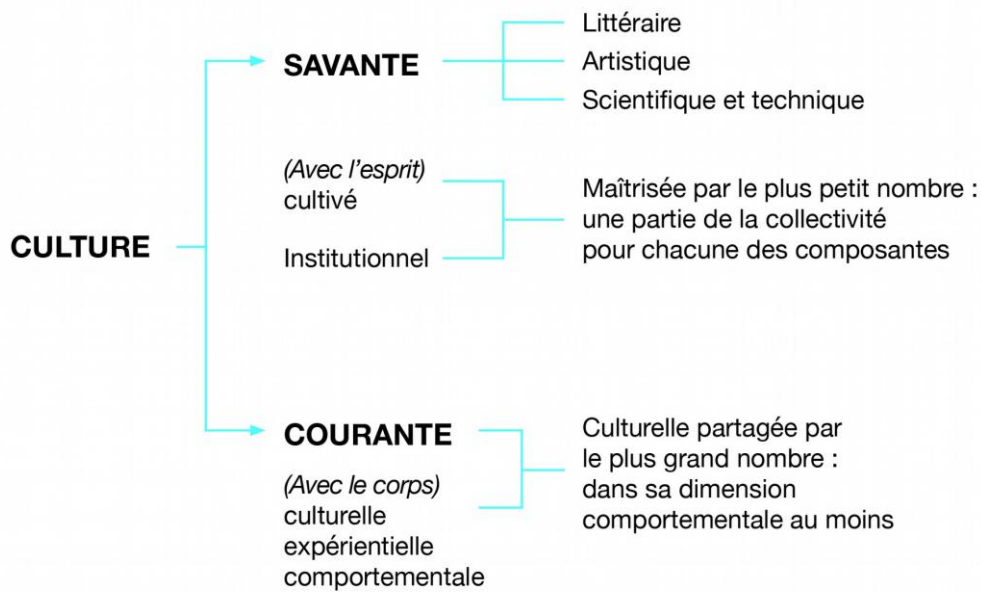 CULTURE
SAVANTE
Littéraire
Artistique
Scientifique et technique
(Avec l'esprit)
cultivé
Institutionnel
Maîtrisée par le plus petit nombre :
une partie de la collectivité
pour chacune des composantes
COURANTE
(Avec le corps)
culturelle
expérientielle
comportementale
Culturelle partagée par
le plus grand nombre :
dans sa dimension
comportementale au moins